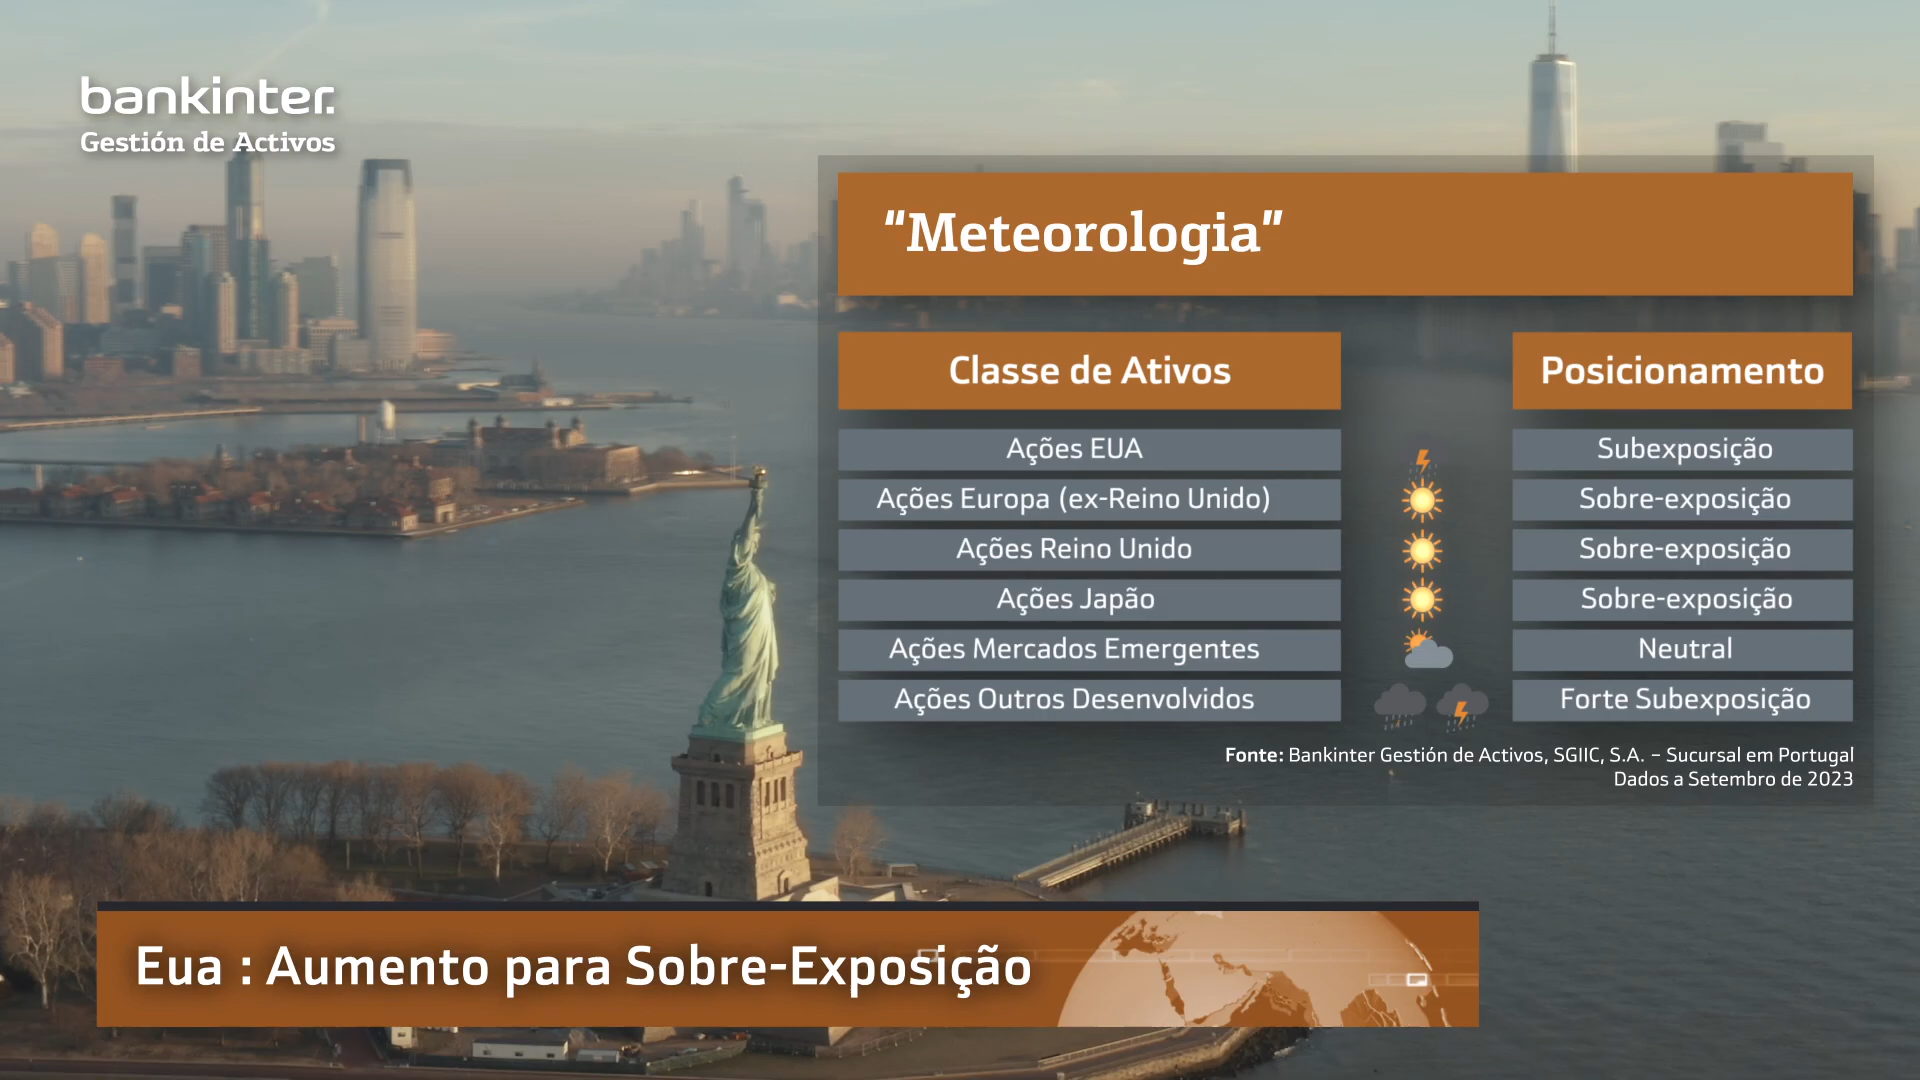 bankinter.
Gestión de Activos
“Meteorologia”
Classe de Ativos
Posicionamento
Ações EUA
Subexposição
Ações Europa (ex-Reino Unido)
Sobre-exposição
Ações Reino Unido
Sobre-exposição
Ações Japão
Sobre-exposição
Ações Mercados Emergentes
Neutral
Ações Outros Desenvolvidos
Forte Subexposição
Fonte: Bankinter Gestión de Activos, SGIIC, S.A. – Sucursal em Portugal
Dados a Setembro de 2023
Eua : Aumento para Sobre-Exposição